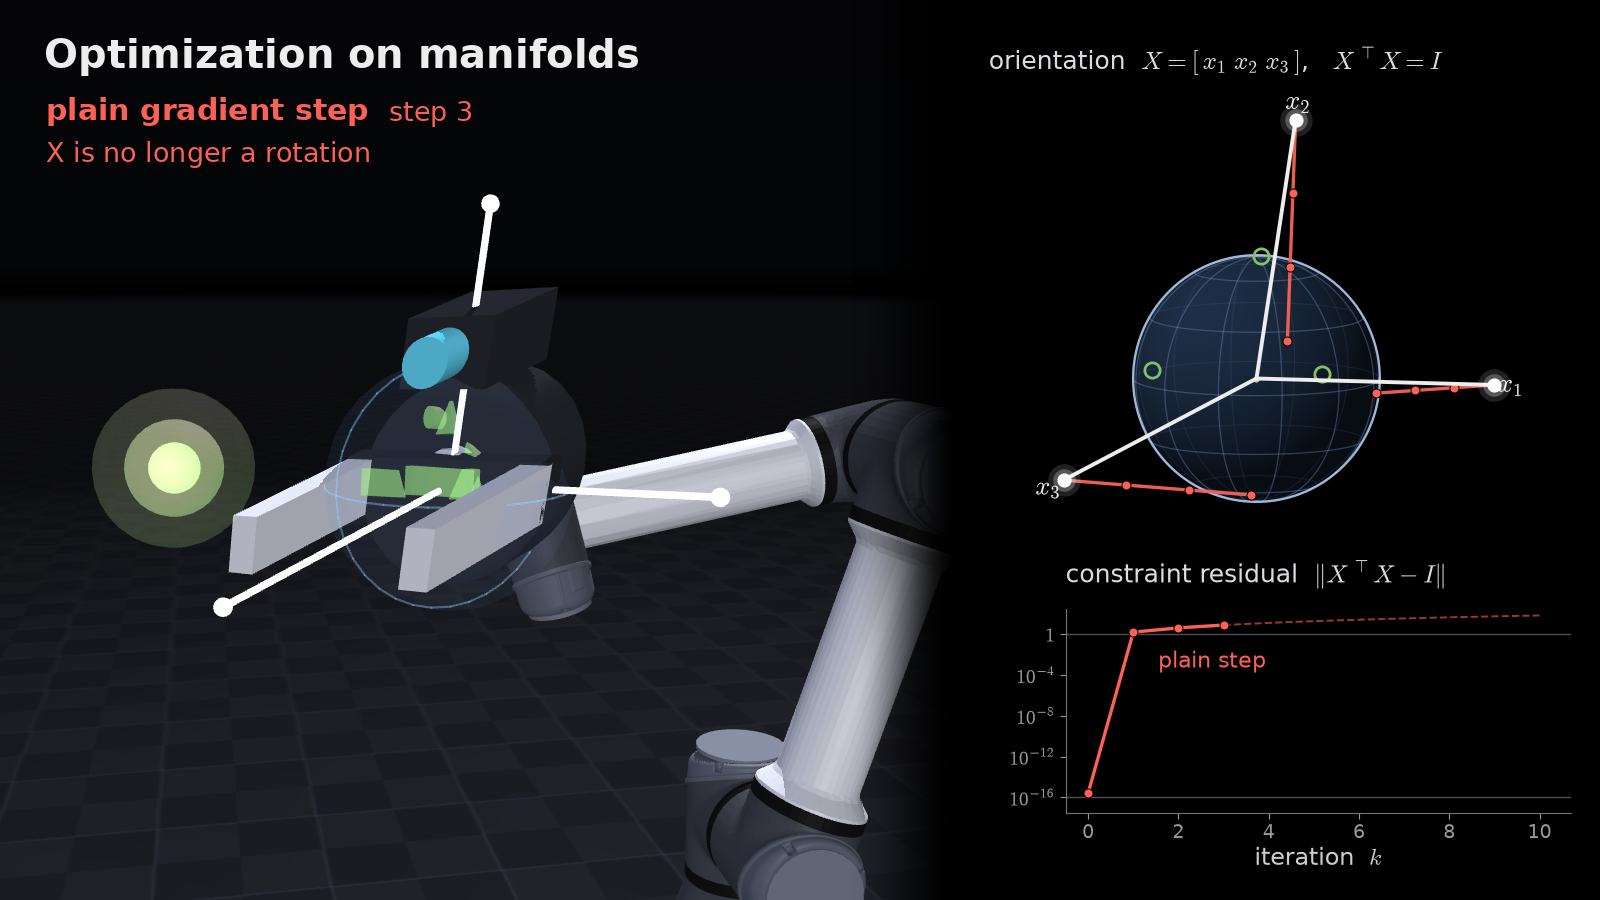 Optimization on manifolds
plain gradient step step 3
X is no longer a rotation
orientation X = [ x₁ x₂ x₃ ], X ⊤ X = I
x₂
x₁
x₃
constraint residual ‖X ⊤ X − I‖
1
10⁻⁴
10⁻⁸
10⁻¹²
10⁻¹⁶
plain step
0 2 4 6 8 10
iteration k